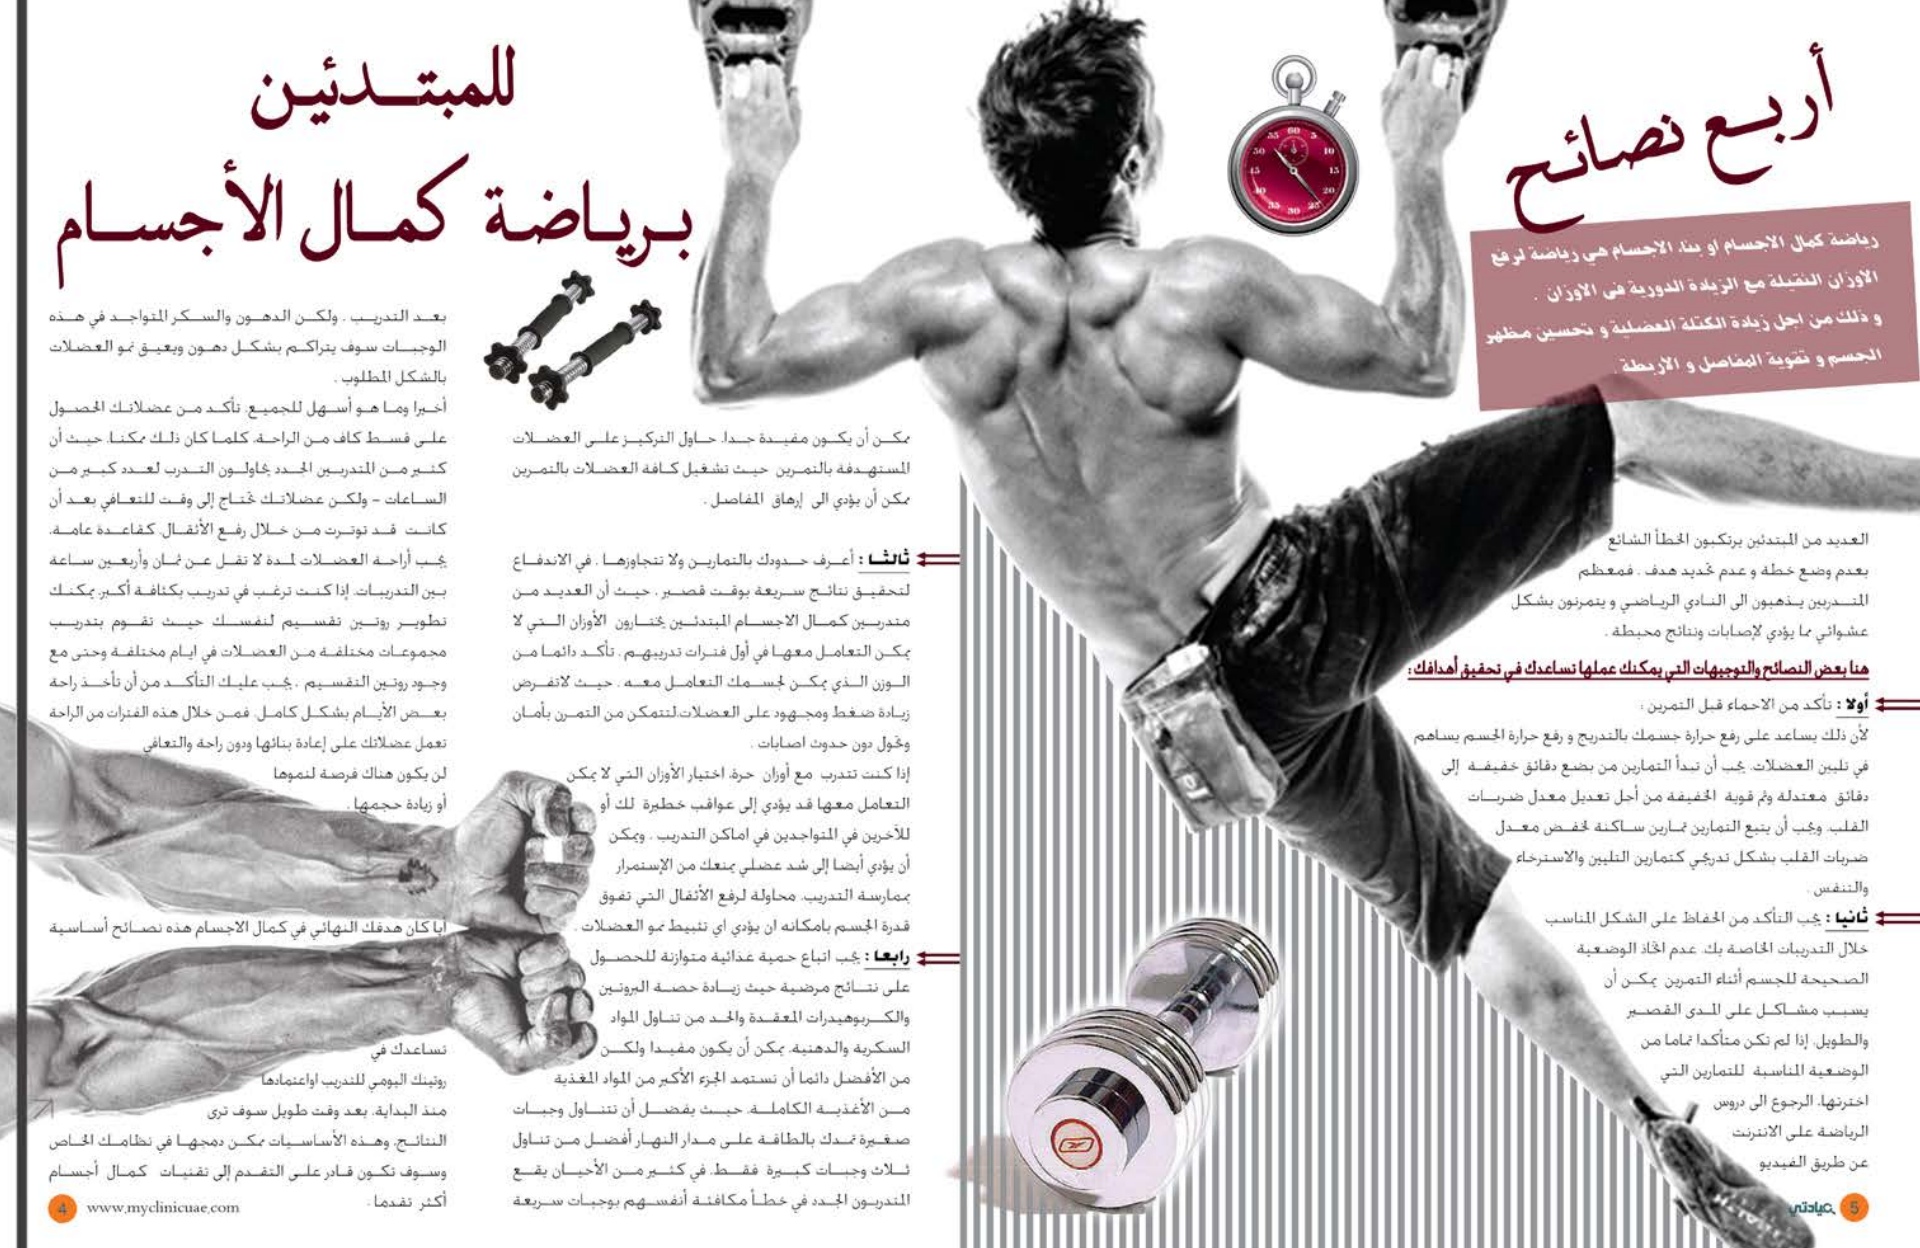 أربع نصائح
للمبتدئين
برياضة كمال الأجسام
رياضة كمال الاجسام او بناء الاجسام هي رياضة لرفع
الاوزان الثقيلة مع الزيادة الدورية في الاوزان .
و ذلك من اجل زيادة الكتلة العضلية و تحسين مظهر
الجسم و تقوية المفاصل و الاربطة .
العديد من المبتدئين يرتكبون الخطأ الشائع
بعدم وضع خطة و عدم تحديد هدف . فمعظم
المتدربين يذهبون الى النادي الرياضي و يتمرنون بشكل
عشوائي مما يؤدي لإصابات ونتائج محبطة .
هنا بعض النصائح والتوجيهات التي يمكنك عملها تساعدك في تحقيق أهدافك :
أولا : تأكد من الاحماء قبل التمرين :
لأن ذلك يساعد على رفع حرارة جسمك بالتدريج و رفع حرارة الجسم يساهم
في تليين العضلات. يجب أن تبدأ التمارين من بضع دقائق خفيفة إلى
دقائق معتدلة وثم قوية الخفيفة من أجل تعديل معدل ضربات
القلب. ويجب أن يتبع التمارين تمارين ساكنة لخفض معدل
ضربات القلب بشكل تدريجي كتمارين التليين والاسترخاء
والتنفس .
ثانيا : يجب التأكد من الحفاظ على الشكل المناسب
خلال التدريبات الخاصة بك. عدم اتخاذ الوضعية
الصحيحة للجسم أثناء التمرين يمكن أن
يسبب مشاكل على المدى القصير
والطويل. إذا لم تكن متأكدا تماما من
الوضعية المناسبة للتمارين التي
اخترتها. الرجوع الى دروس
الرياضة على الانترنت
عن طريق الفيديو
يمكن أن يكون مفيدة جدا. حاول التركيز على العضلات
المستهدفة بالتمرين حيث تشغيل كافة العضلات بالتمرين
يمكن أن يؤدي الى إرهاق المفاصل .
ثالثا : أعرف حدودك بالتمارين ولا تتجاوزها . في الاندفاع
لتحقيق نتائج سريعة بوقت قصير . حيث أن العديد من
متدربين كمال الاجسام المبتدئين يختارون الأوزان التي لا
يمكن التعامل معها في أول فترات تدريبهم . تأكد دائما من
الوزن الذي يمكن لجسمك التعامل معه . حيث لاتفرض
زيادة ضغط ومجهود على العضلات.لتتمكن من التمرن بأمان
وتحول دون حدوث اصابات .
إذا كنت تتدرب مع أوزان حرة. اختيار الأوزان التي لا يمكن
التعامل معها قد يؤدي إلى عواقب خطيرة لك أو
للآخرين في المتواجدين في اماكن التدريب . ويمكن
أن يؤدي أيضا إلى شد عضلي يمنعك من الإستمرار
بممارسة التدريب. محاولة لرفع الأثقال التي تفوق
قدرة الجسم بامكانه ان يؤدي اي تثبيط نمو العضلات .
رابعا : يجب اتباع حمية غذائية متوازنة للحصول
على نتائج مرضية حيث زيادة حصة البروتين
والكربوهيدرات المعقدة والحد من تناول المواد
السكرية والدهنية. يمكن أن يكون مفيدا ولكن
من الأفضل دائما أن تستمد الجزء الأكبر من المواد المغذية
من الأغذية الكاملة. حيث يفضل أن تتناول وجبات
صغيرة تمدك بالطاقة على مدار النهار أفضل من تناول
ثلاث وجبات كبيرة فقط. في كثير من الأحيان يقع
المتدربون الجدد في خطأ مكافئة أنفسهم بوجبات سريعة
بعد التدريب . ولكن الدهون والسكر المتواجد في هذه
الوجبات سوف يتراكم بشكل دهون ويعيق نمو العضلات
بالشكل المطلوب .
أخيرا وما هو أسهل للجميع. تأكد من عضلاتك الحصول
على قسط كاف من الراحة. كلما كان ذلك ممكنا. حيث أن
كثير من المتدربين الجدد يحاولون التدرب لعدد كبير من
الساعات – ولكن عضلاتك تحتاج إلى وقت للتعافي بعد أن
كانت قد توترت من خلال رفع الأثقال. كقاعدة عامة.
يجب أراحة العضلات لمدة لا تقل عن ثمان وأربعين ساعة
بين التدريبات. إذا كنت ترغب في تدريب بكثافة أكبر. يمكنك
تطوير روتين تقسيم لنفسك حيث تقوم بتدريب
مجموعات مختلفة من العضلات في ايام مختلفة وحتى مع
وجود روتين التقسيم . يجب عليك التأكد من أن تأخذ راحة
بعض الأيام بشكل كامل. فمن خلال هذه الفترات من الراحة
تعمل عضلاتك على إعادة بنائها ودون راحة والتعافي
لن يكون هناك فرصة لنموها
أو زيادة حجمها .
ايا كان هدفك النهائي في كمال الاجسام هذه نصائح أساسية
تساعدك في
روتينك اليومي للتدريب اواعتمادها
منذ البداية. بعد وقت طويل سوف ترى
النتائج. وهذه الأساسيات يمكن دمجها في نظامك الخاص
وسوف تكون قادر على التقدم إلى تقنيات كمال أجسام
أكثر تقدما .
4 www.myclinicuae.com
عيادتي 5
60
5
10
15
20
25
30
35
40
45
50
55